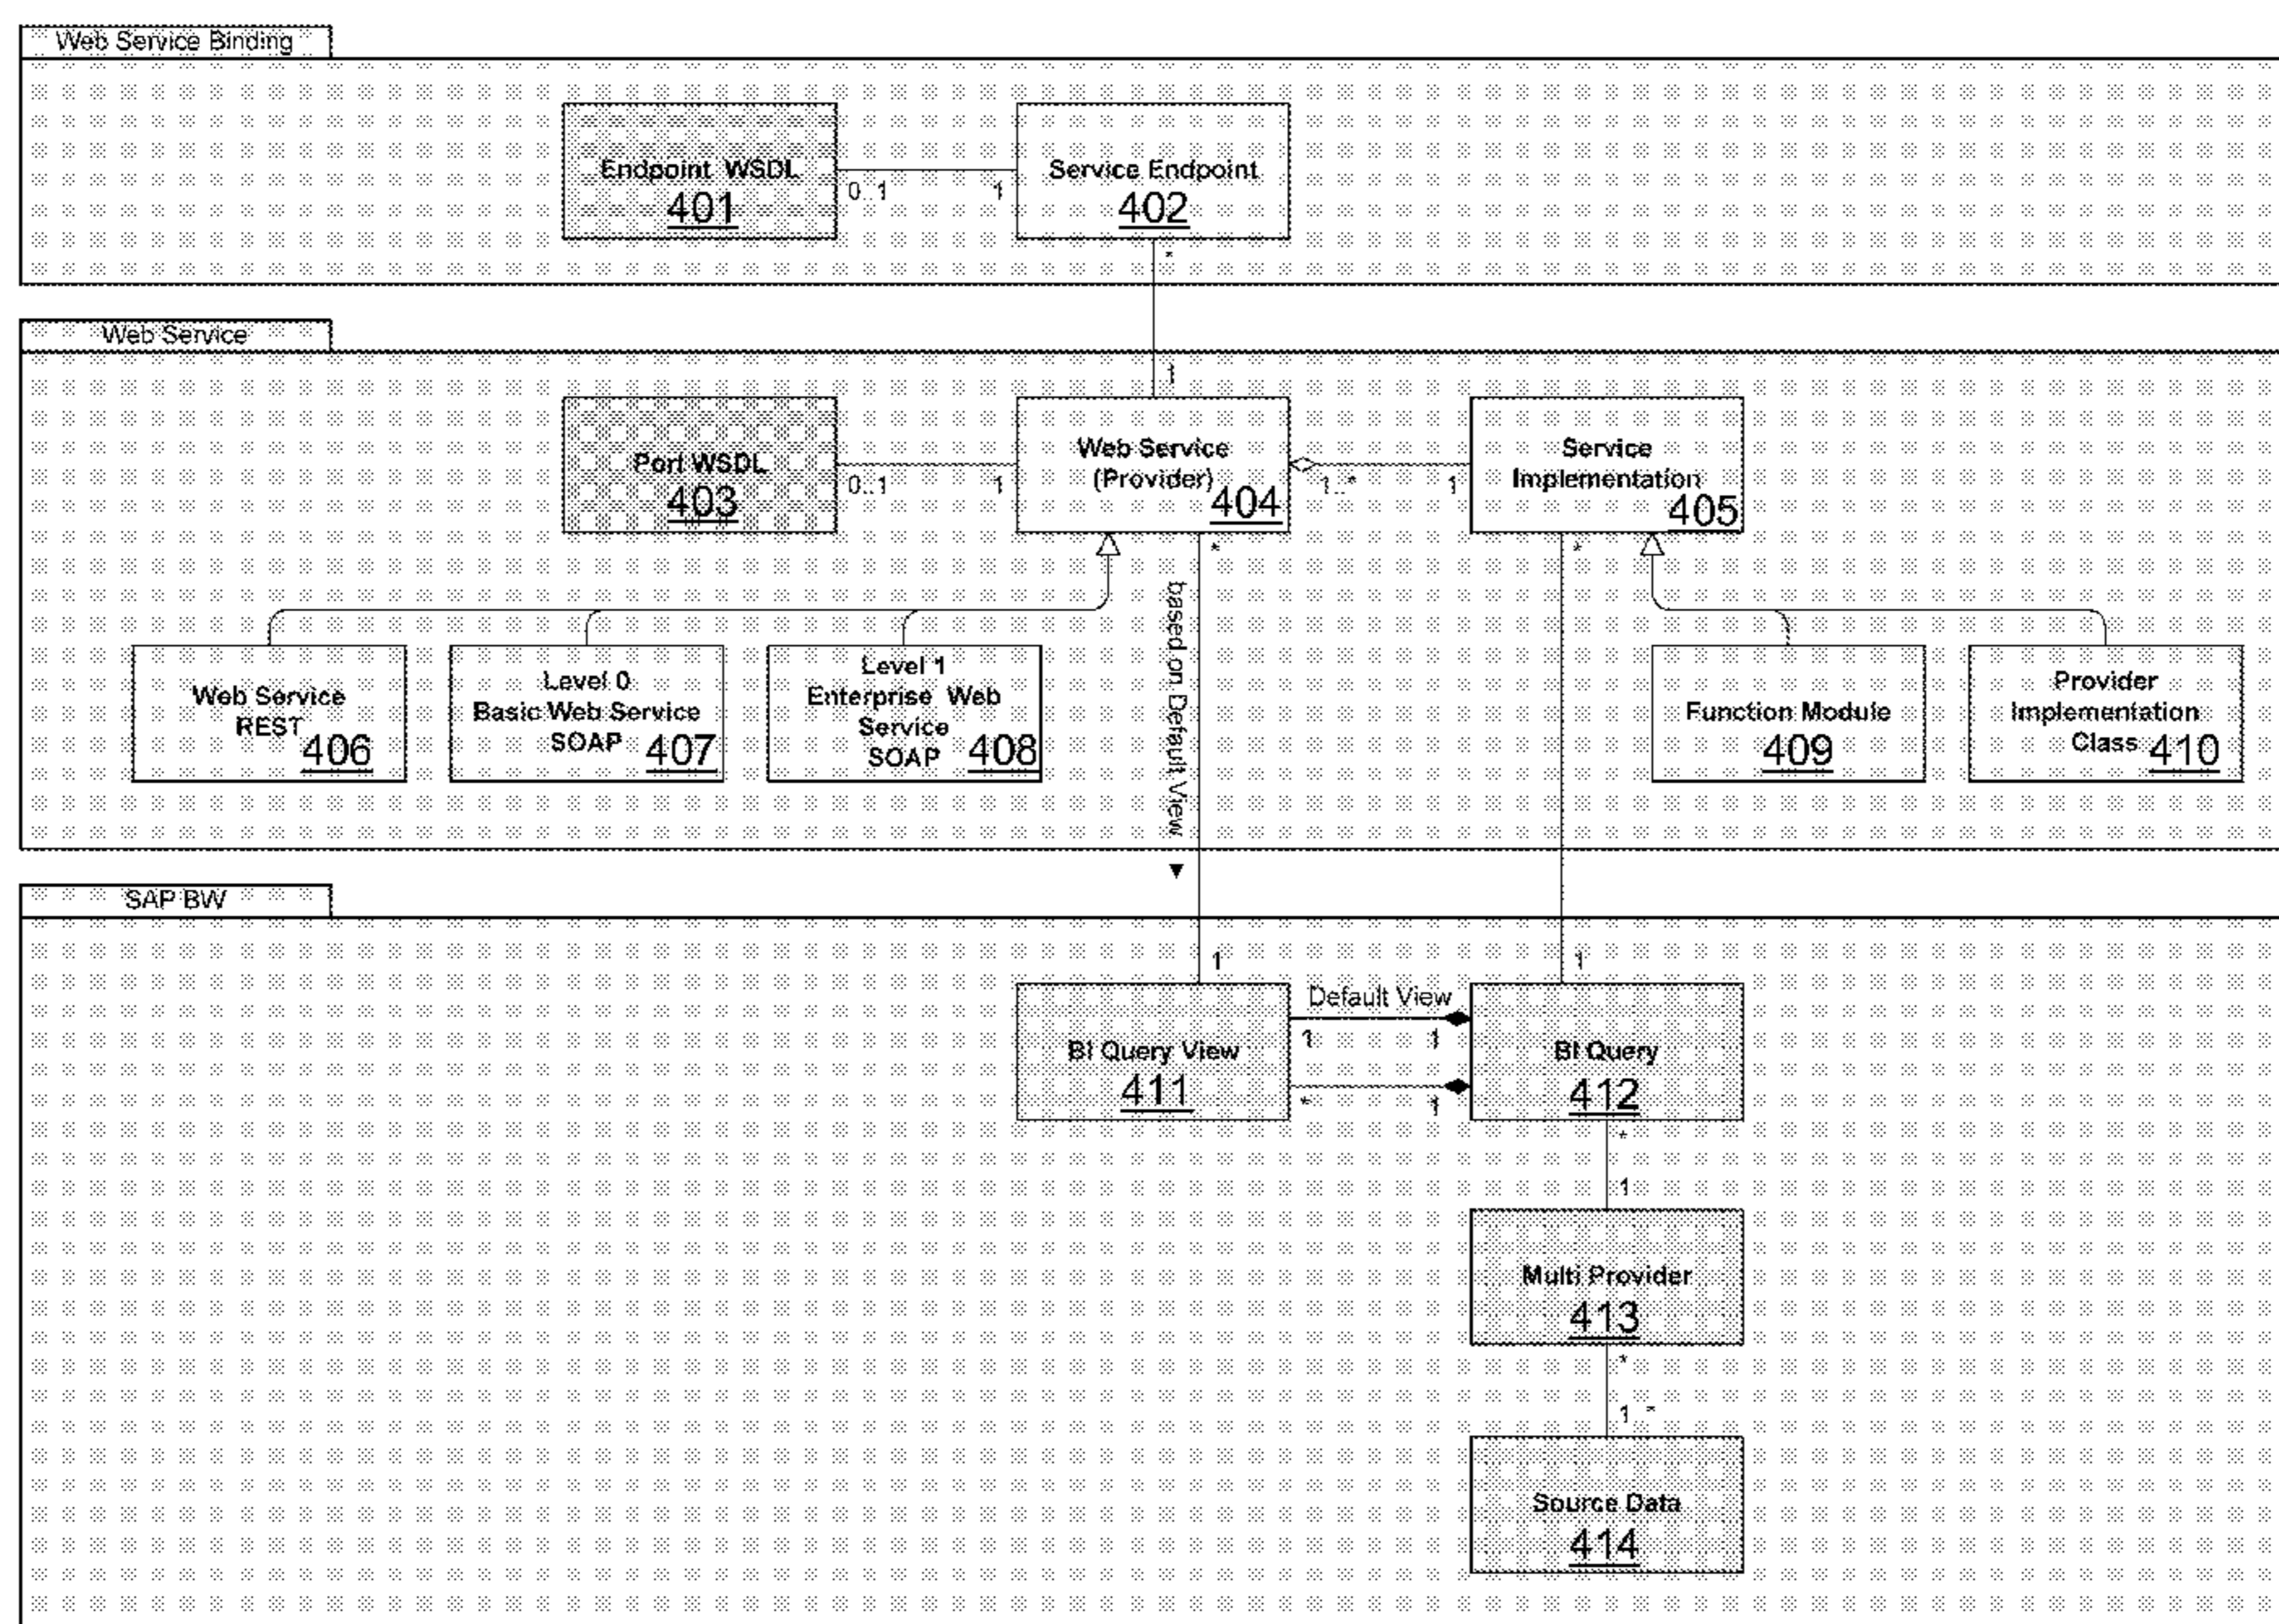 Web Service Binding
Endpoint WSDL
401
0..1
1
Service Endpoint
402
*
Web Service
1
Port WSDL
403
0..1
1
Web Service
(Provider)
404
1..*
1
Service
Implementation
405
*
*
based on Default View
Web Service
REST
406
Level 0
Basic Web Service
SOAP
407
Level 1
Enterprise Web
Service
SOAP
408
Function Module
409
Provider
Implementation
Class
410
SAP BW
1
1
BI Query View
411
Default View
1
1
*
1
BI Query
412
*
1
Multi Provider
413
*
1 *
Source Data
414